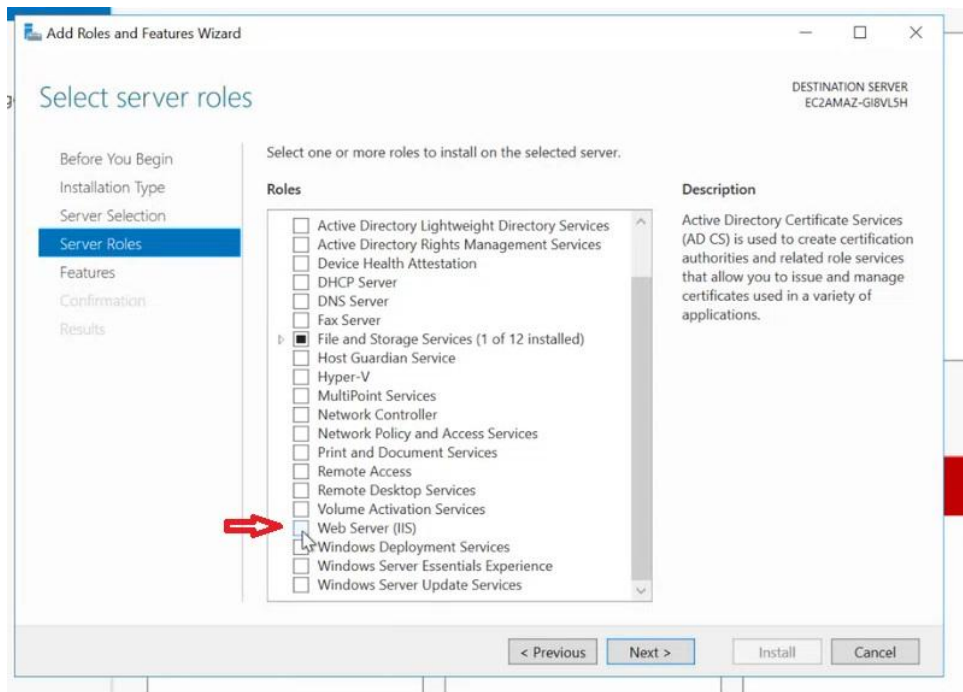 Add Roles and Features Wizard
Select server roles
DESTINATION SERVER
EC2AMAZ-GI8VL5H
Before You Begin
Installation Type
Server Selection
Server Roles
Features
Confirmation
Results
Select one or more roles to install on the selected server.
Roles
Active Directory Lightweight Directory Services
Active Directory Rights Management Services
Device Health Attestation
DHCP Server
DNS Server
Fax Server
File and Storage Services (1 of 12 installed)
Host Guardian Service
Hyper-V
MultiPoint Services
Network Controller
Network Policy and Access Services
Print and Document Services
Remote Access
Remote Desktop Services
Volume Activation Services
Web Server (IIS)
Windows Deployment Services
Windows Server Essentials Experience
Windows Server Update Services
Description
Active Directory Certificate Services
(AD CS) is used to create certification
authorities and related role services
that allow you to issue and manage
certificates used in a variety of
applications.
< Previous
Next >
Install
Cancel